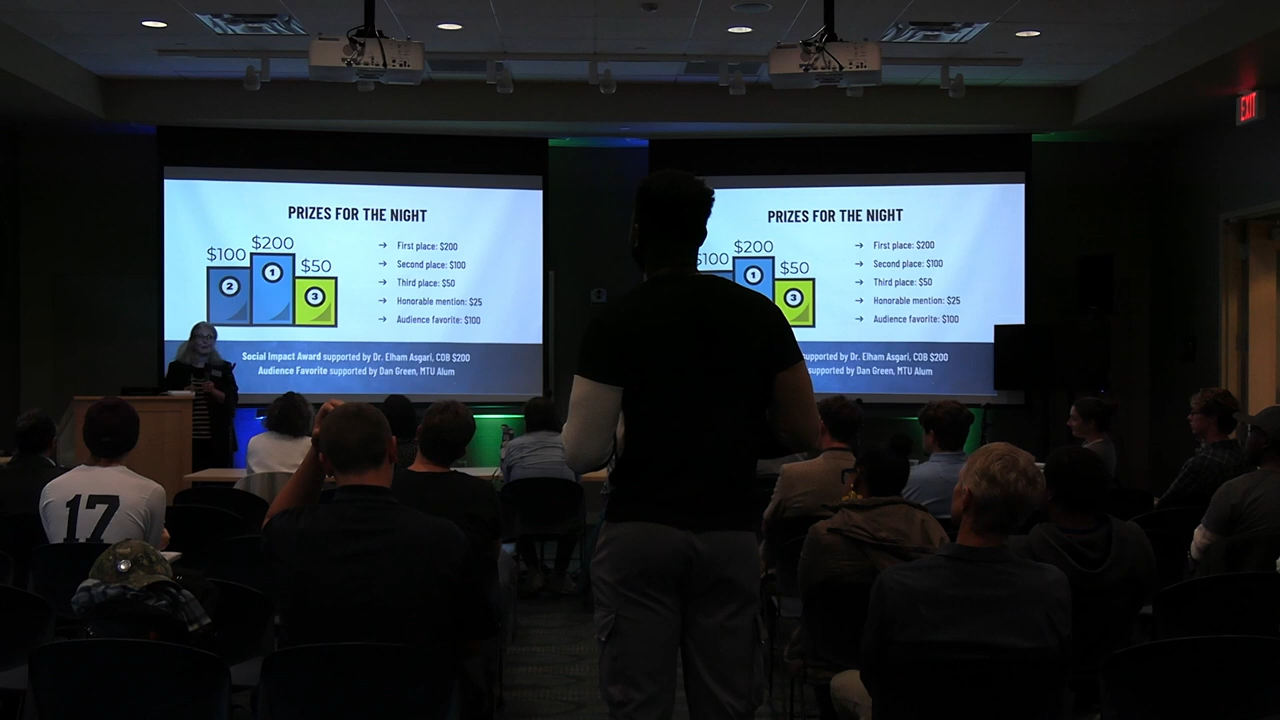 PRIZES FOR THE NIGHT
$200
$100
$50
1
2
3
→ First place: $200
→ Second place: $100
→ Third place: $50
→ Honorable mention: $25
→ Audience favorite: $100
Social Impact Award supported by Dr. Elham Asgari, COB $200
Audience Favorite supported by Dan Green, MTU Alum
PRIZES FOR THE NIGHT
$200
$100
$50
1
3
→ First place: $200
→ Second place: $100
→ Third place: $50
→ Honorable mention: $25
→ Audience favorite: $100
supported by Dr. Elham Asgari, COB $200
supported by Dan Green, MTU Alum
EXIT
17